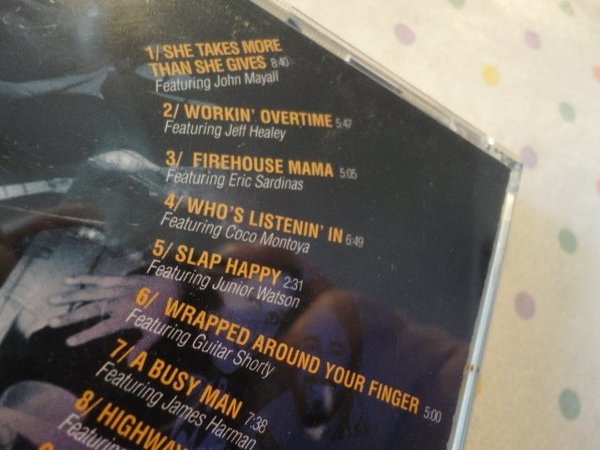 1/ SHE TAKES MORE
THAN SHE GIVES 8:40
Featuring John Mayall
2/ WORKIN' OVERTIME 5:47
Featuring Jeff Healey
3/ FIREHOUSE MAMA 5:05
Featuring Eric Sardinas
4/ WHO'S LISTENIN' IN 6:49
Featuring Coco Montoya
5/ SLAP HAPPY 2:31
Featuring Junior Watson
6/ WRAPPED AROUND YOUR FINGER 5:00
Featuring Guitar Shorty
7/ A BUSY MAN 7:38
Featuring James Harman
8/ HIGHWAY